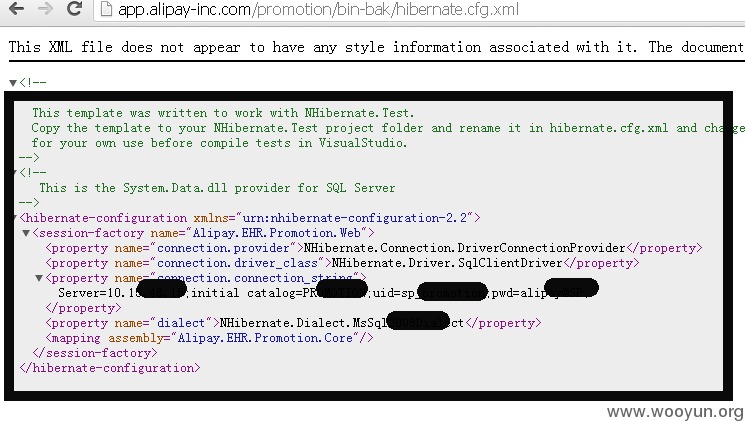 app.alipay-inc.com/promotion/bin-bak/hibernate.cfg.xml
This XML file does not appear to have any style information associated with it. The document
▼<!--
This template was written to work with NHibernate.Test.
Copy the template to your NHibernate.Test project folder and rename it in hibernate.cfg.xml and change
for your own use before compile tests in VisualStudio.
-->
<!--
This is the System.Data.dll provider for SQL Server
-->
<hibernate-configuration xmlns="urn:nhibernate-configuration-2.2">
▼<session-factory name="Alipay.EHR.Promotion.Web">
<property name="connection.provider">NHibernate.Connection.DriverConnectionProvider</property>
<property name="connection.driver_class">NHibernate.Driver.SqlClientDriver</property>
▼<property name="connection.connection_string">
Server=10.1 ;initial catalog=PR ;uid=sp ;pwd=alipay
</property>
<property name="dialect">NHibernate.Dialect.MsSql ct</property>
<mapping assembly="Alipay.EHR.Promotion.Core"/>
</session-factory>
</hibernate-configuration>
www.wooyun.org